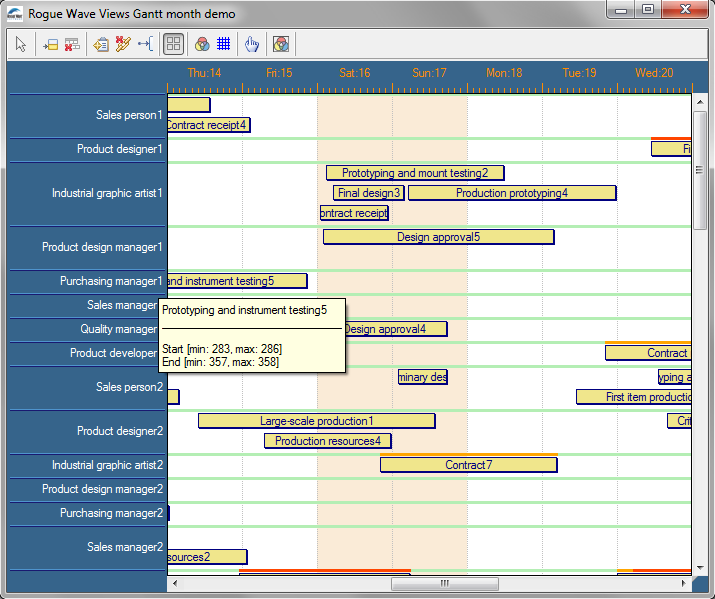 Rogue Wave Views Gantt month demo
Thu:14 Fri:15 Sat:16 Sun:17 Mon:18 Tue:19 Wed:20
Sales person1
Contract receipt4
Product designer1
Fi
Industrial graphic artist1
Prototyping and mount testing2
Final design3
Production prototyping4
ontract receipt
Product design manager1
Design approval5
Purchasing manager1
and instrument testing5
Sales manager
Prototyping and instrument testing5
Start [min: 283, max: 286]
End [min: 357, max: 358]
Quality manager
Design approval4
Product developer
Contract
Sales person2
minary des
yping a
First item productio
Product designer2
Large-scale production1
Crit
Production resources4
Industrial graphic artist2
Contract7
Product design manager2
Purchasing manager2
Sales manager2
sources2